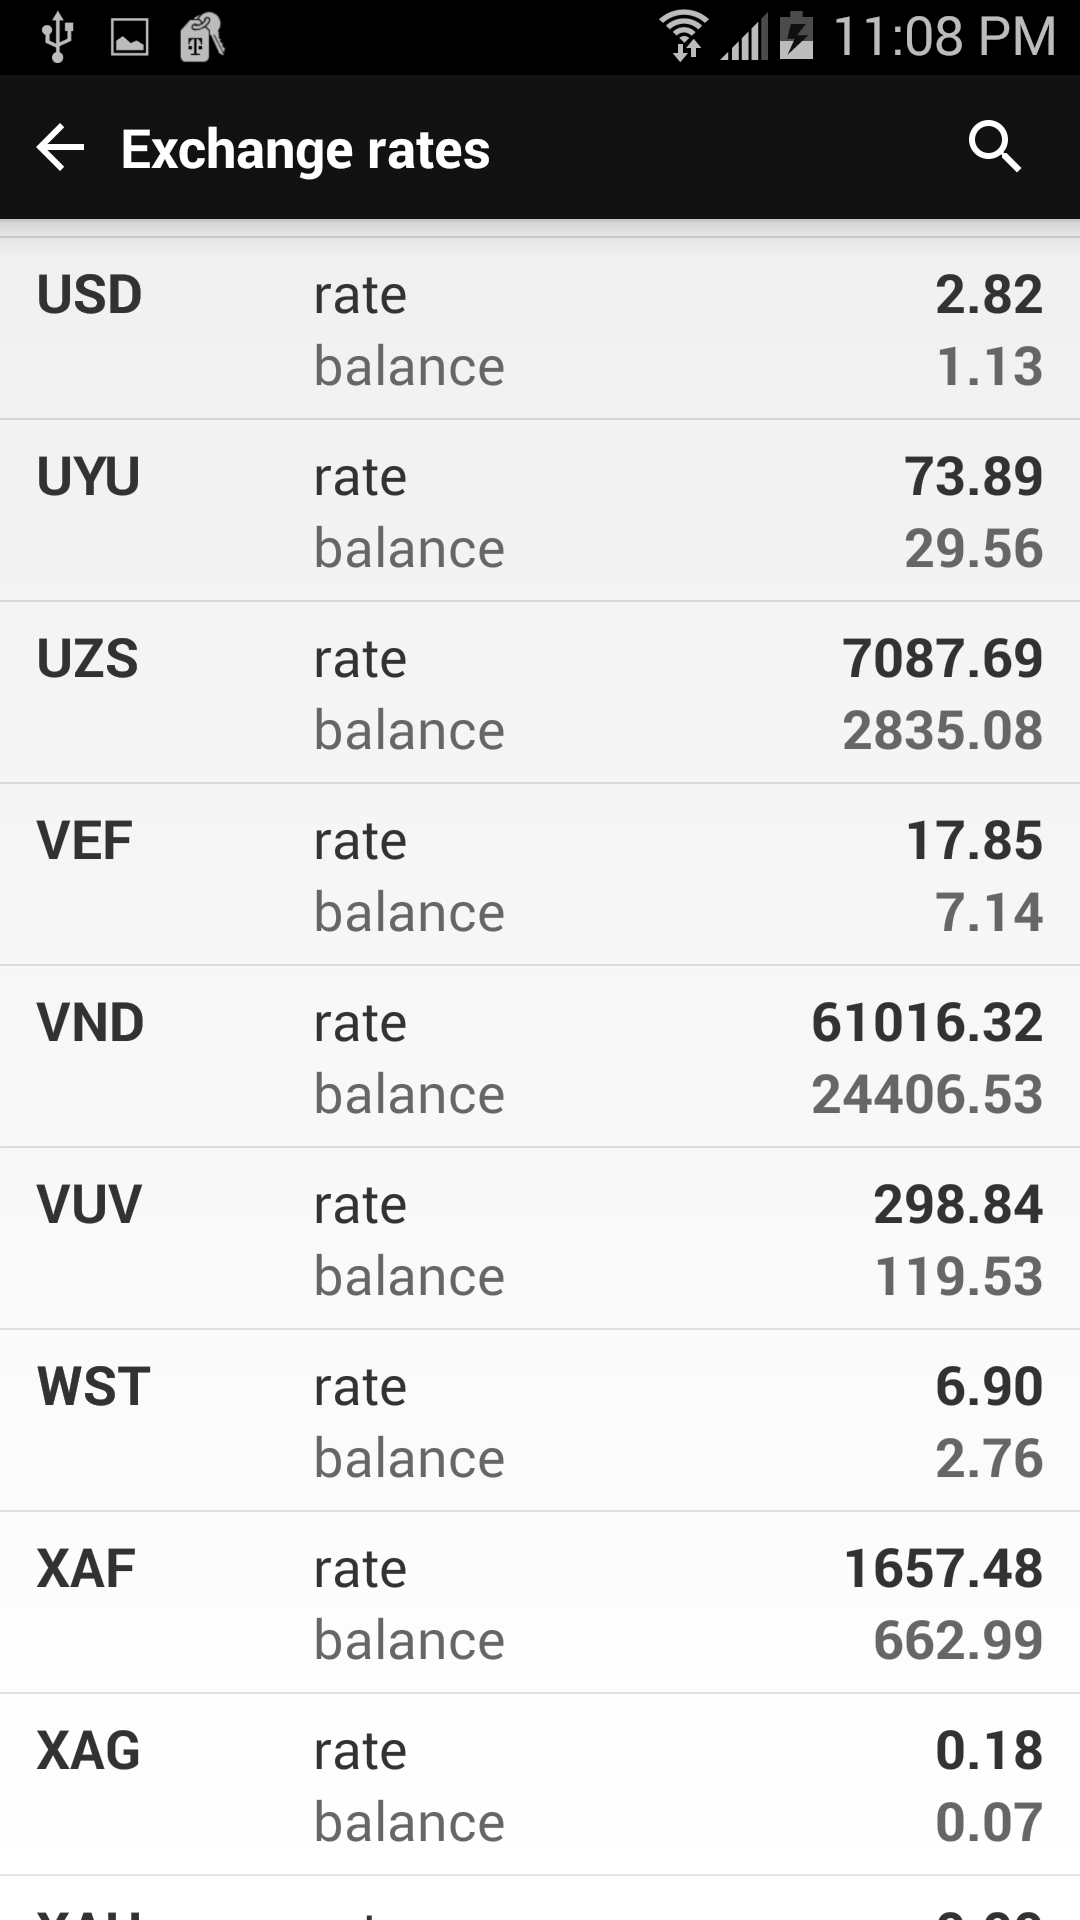 11:08 PM
Exchange rates
USD rate 2.82
balance 1.13
UYU rate 73.89
balance 29.56
UZS rate 7087.69
balance 2835.08
VEF rate 17.85
balance 7.14
VND rate 61016.32
balance 24406.53
VUV rate 298.84
balance 119.53
WST rate 6.90
balance 2.76
XAF rate 1657.48
balance 662.99
XAG rate 0.18
balance 0.07